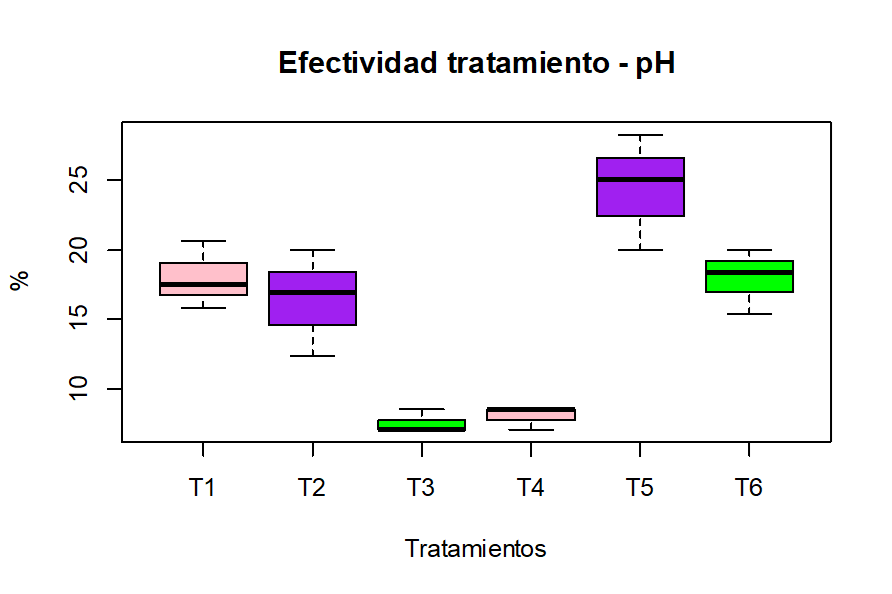 Efectividad tratamiento - pH
%
25
20
15
10
T1 T2 T3 T4 T5 T6
Tratamientos